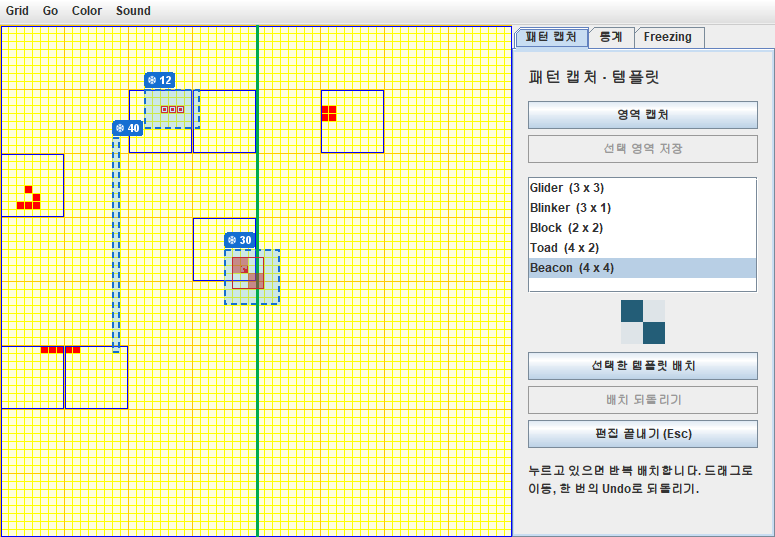 Grid Go Color Sound
패턴 캡처 통계 Freezing
패턴 캡처 · 템플릿
영역 캡처
선택 영역 저장
Glider (3 x 3)
Blinker (3 x 1)
Block (2 x 2)
Toad (4 x 2)
Beacon (4 x 4)
선택한 템플릿 배치
배치 되돌리기
편집 끝내기 (Esc)
누르고 있으면 반복 배치합니다. 드래그로
이동, 한 번의 Undo로 되돌리기.
❄ 12
❄ 40
❄ 30